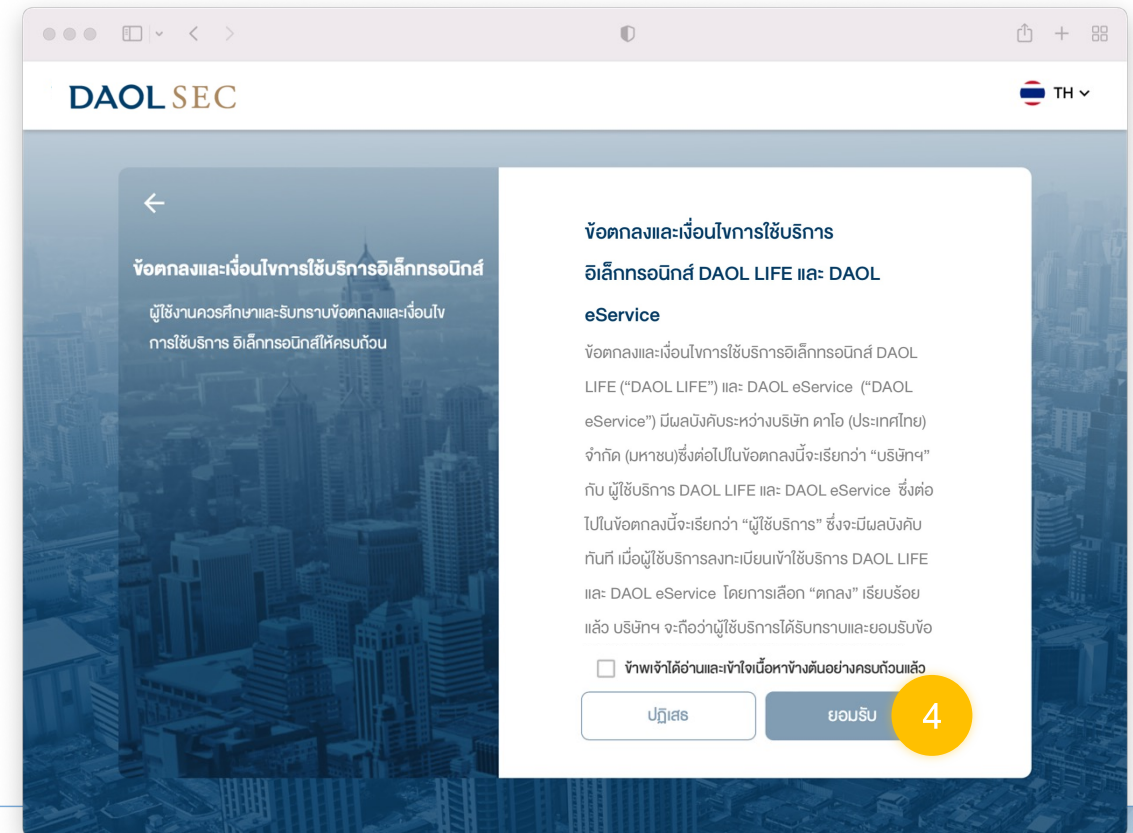 DAOL SEC
TH
ข้อตกลงและเงื่อนไขการใช้บริการอิเล็กทรอนิกส์
ผู้ใช้งานควรศึกษาและรับทราบข้อตกลงและเงื่อนไข
การใช้บริการ อิเล็กทรอนิกส์ให้ครบถ้วน
ข้อตกลงและเงื่อนไขการใช้บริการ
อิเล็กทรอนิกส์ DAOL LIFE และ DAOL
eService
ข้อตกลงและเงื่อนไขการใช้บริการอิเล็กทรอนิกส์ DAOL
LIFE (“DAOL LIFE”) และ DAOL eService (“DAOL
eService”) มีผลบังคับระหว่างบริษัท ดาโอ (ประเทศไทย)
จำกัด (มหาชน)ซึ่งต่อไปในข้อตกลงนี้จะเรียกว่า “บริษัทฯ”
กับ ผู้ใช้บริการ DAOL LIFE และ DAOL eService ซึ่งต่อ
ไปในข้อตกลงนี้จะเรียกว่า “ผู้ใช้บริการ” ซึ่งจะมีผลบังคับ
ทันที เมื่อผู้ใช้บริการลงทะเบียนเข้าใช้บริการ DAOL LIFE
และ DAOL eService โดยการเลือก “ตกลง” เรียบร้อย
แล้ว บริษัทฯ จะถือว่าผู้ใช้บริการได้รับทราบและยอมรับข้อ
ข้าพเจ้าได้อ่านและเข้าใจเนื้อหาข้างต้นอย่างครบถ้วนแล้ว
ปฏิเสธ
ยอมรับ
4